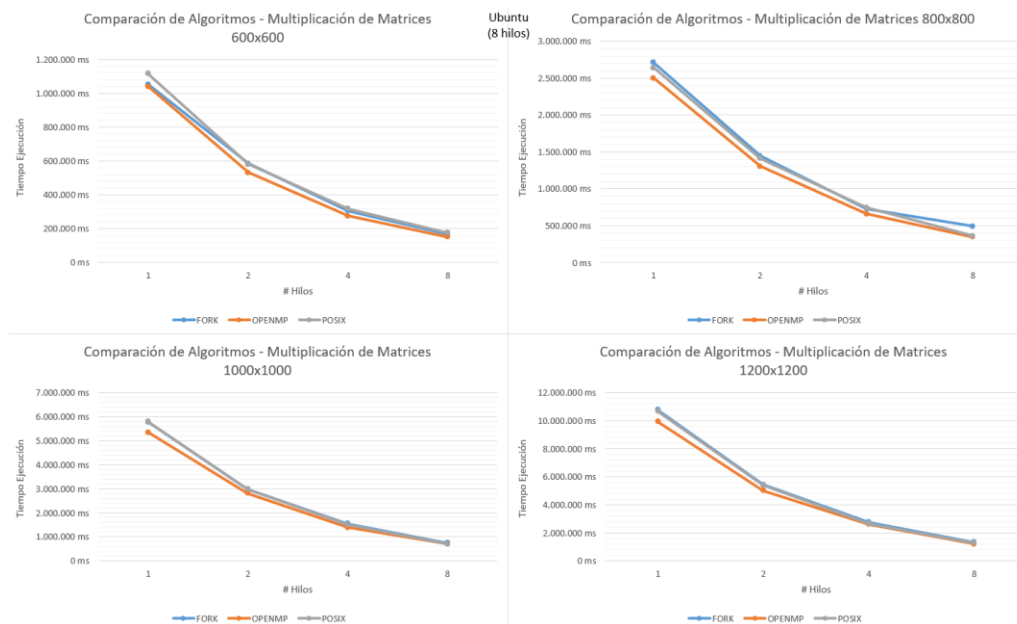 Comparación de Algoritmos - Multiplicación de Matrices
600x600
1.200.000 ms
1.000.000 ms
800.000 ms
600.000 ms
400.000 ms
200.000 ms
0 ms
Tiempo Ejecución
1 2 4 8
# Hilos
FORK OPENMP POSIX
Ubuntu
(8 hilos)
Comparación de Algoritmos - Multiplicación de Matrices 800x800
3.000.000 ms
2.500.000 ms
2.000.000 ms
1.500.000 ms
1.000.000 ms
500.000 ms
0 ms
Tiempo Ejecución
1 2 4 8
# Hilos
FORK OPENMP POSIX
Comparación de Algoritmos - Multiplicación de Matrices
1000x1000
7.000.000 ms
6.000.000 ms
5.000.000 ms
4.000.000 ms
3.000.000 ms
2.000.000 ms
1.000.000 ms
0 ms
Tiempo Ejecución
1 2 4 8
# Hilos
FORK OPENMP POSIX
Comparación de Algoritmos - Multiplicación de Matrices
1200x1200
12.000.000 ms
10.000.000 ms
8.000.000 ms
6.000.000 ms
4.000.000 ms
2.000.000 ms
0 ms
Tiempo Ejecución
1 2 4 8
# Hilos
FORK OPENMP POSIX